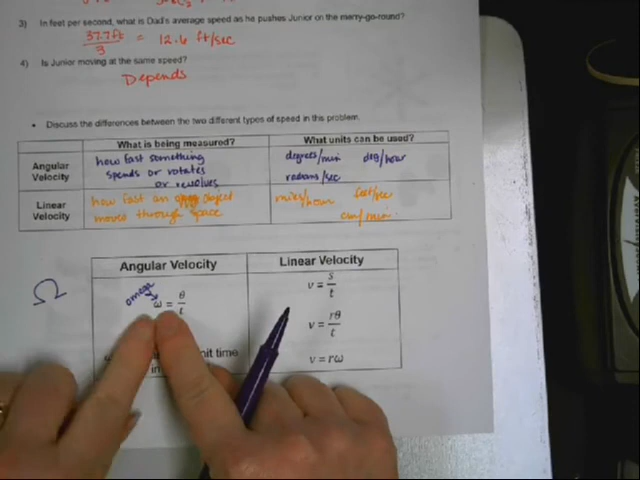 3) In feet per second, what is Dad's average speed as he pushes Junior on the merry-go-round?
37.7ft/3 = 12.6 ft/sec
4) Is Junior moving at the same speed?
Depends
• Discuss the differences between the two different types of speed in this problem.
What is being measured? What units can be used?
Angular Velocity
how fast something
spends or rotates
or revolves
degrees/min deg/hour
radians/sec
Linear Velocity
how fast an object
moves through space
miles/hour feet/sec
cm/min
Angular Velocity Linear Velocity
Ω
omega
ω = θ/t
v = s/t
v = rθ/t
v = rω
unit time
in